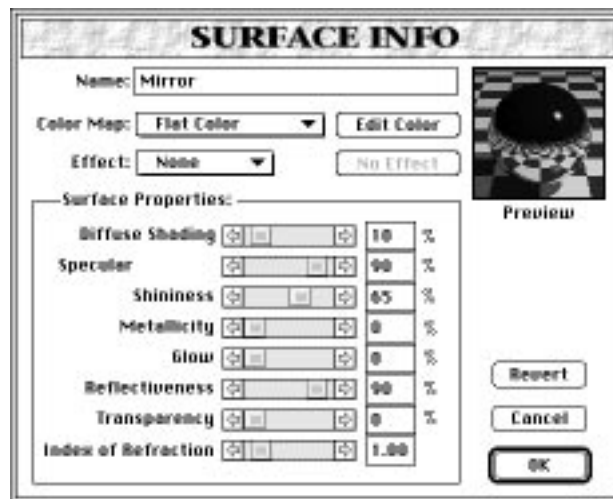 SURFACE INFO
Name: Mirror
Color Map: Flat Color Edit Color
Effect: None No Effect
Preview
Surface Properties:
Diffuse Shading 10 %
Specular 90 %
Shininess 65 %
Metallicity 0 %
Glow 0 %
Reflectiveness 90 %
Transparency 0 %
Index of Refraction 1.00
Revert
Cancel
OK